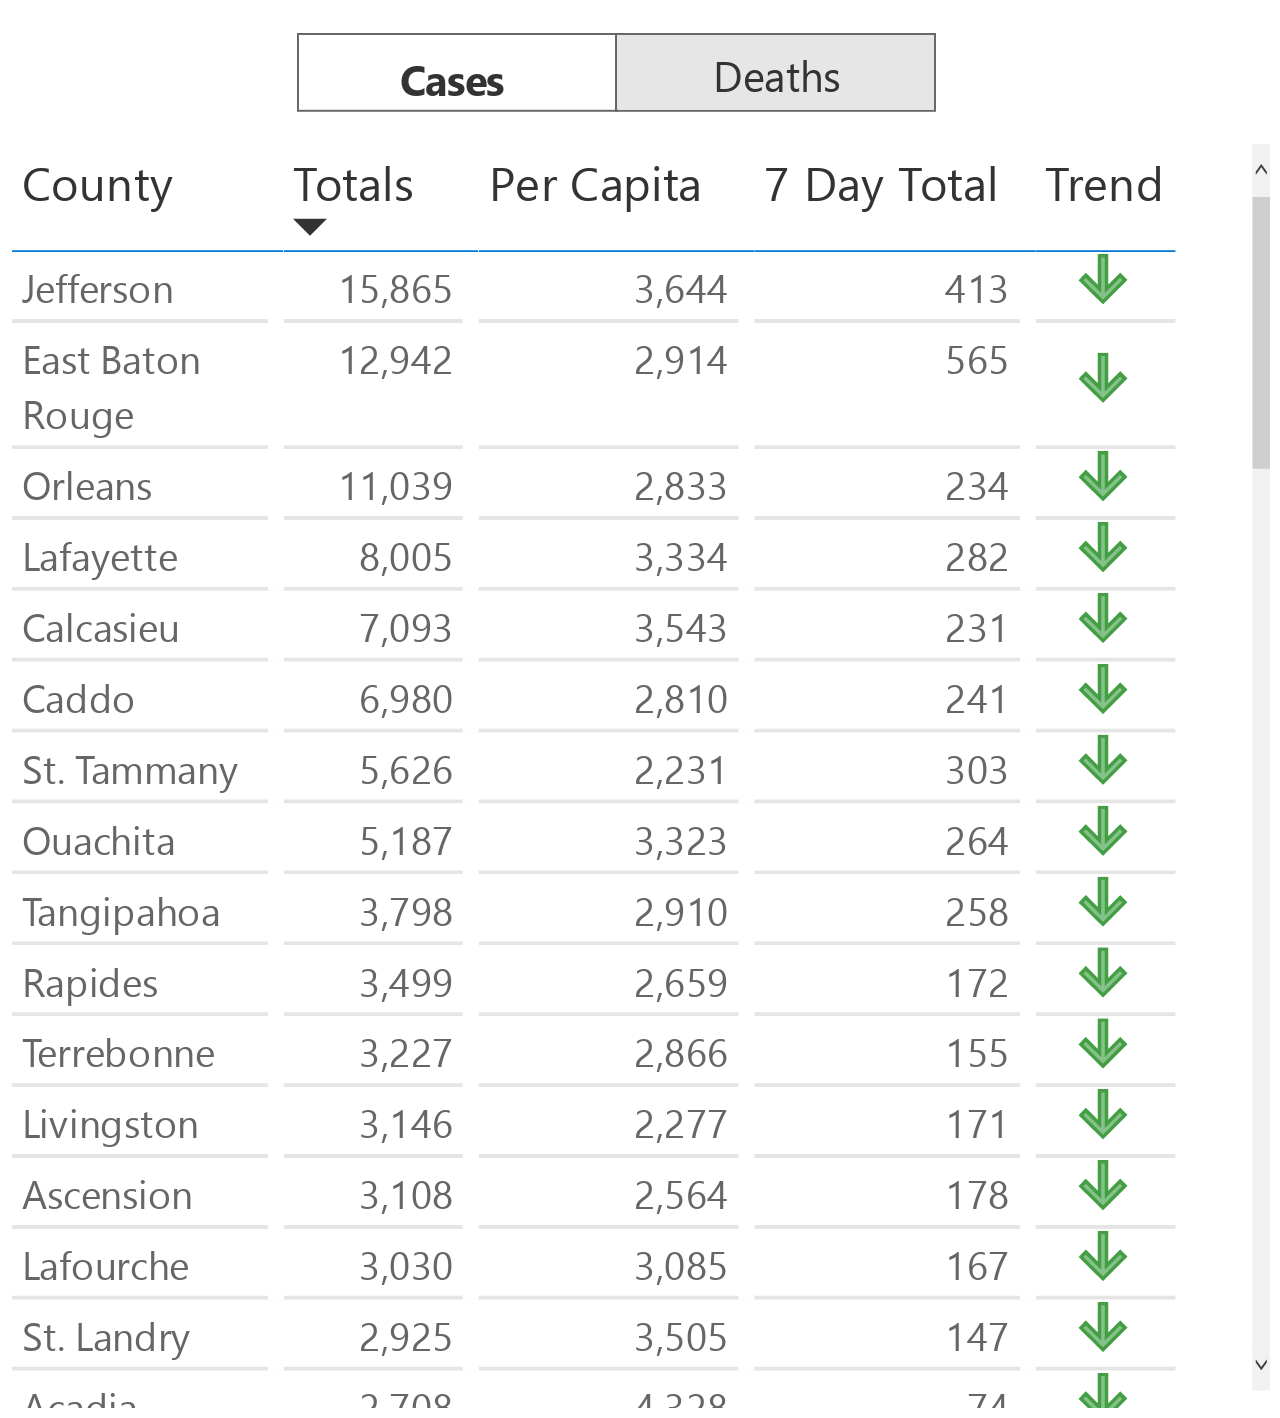 Cases Deaths
County Totals Per Capita 7 Day Total Trend
Jefferson 15,865 3,644 413
East Baton 12,942 2,914 565
Rouge
Orleans 11,039 2,833 234
Lafayette 8,005 3,334 282
Calcasieu 7,093 3,543 231
Caddo 6,980 2,810 241
St. Tammany 5,626 2,231 303
Ouachita 5,187 3,323 264
Tangipahoa 3,798 2,910 258
Rapides 3,499 2,659 172
Terrebonne 3,227 2,866 155
Livingston 3,146 2,277 171
Ascension 3,108 2,564 178
Lafourche 3,030 3,085 167
St. Landry 2,925 3,505 147
Acadia 2,708 4,328 74